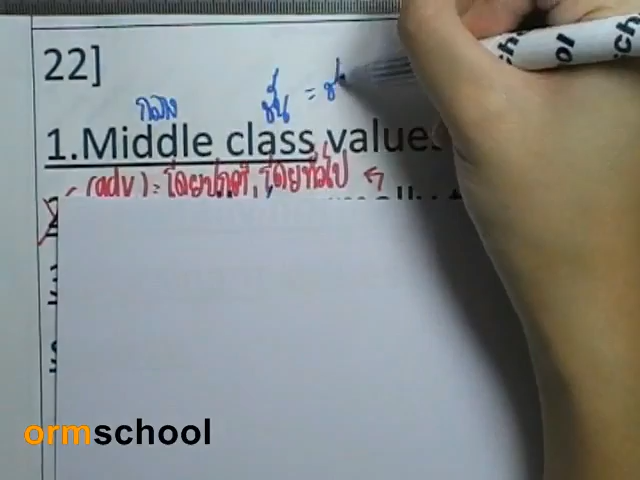 22]
กลาง ชั้น =
1.Middle class values
(adv) = โดยปกติ, โดยทั่วไป
ormschool